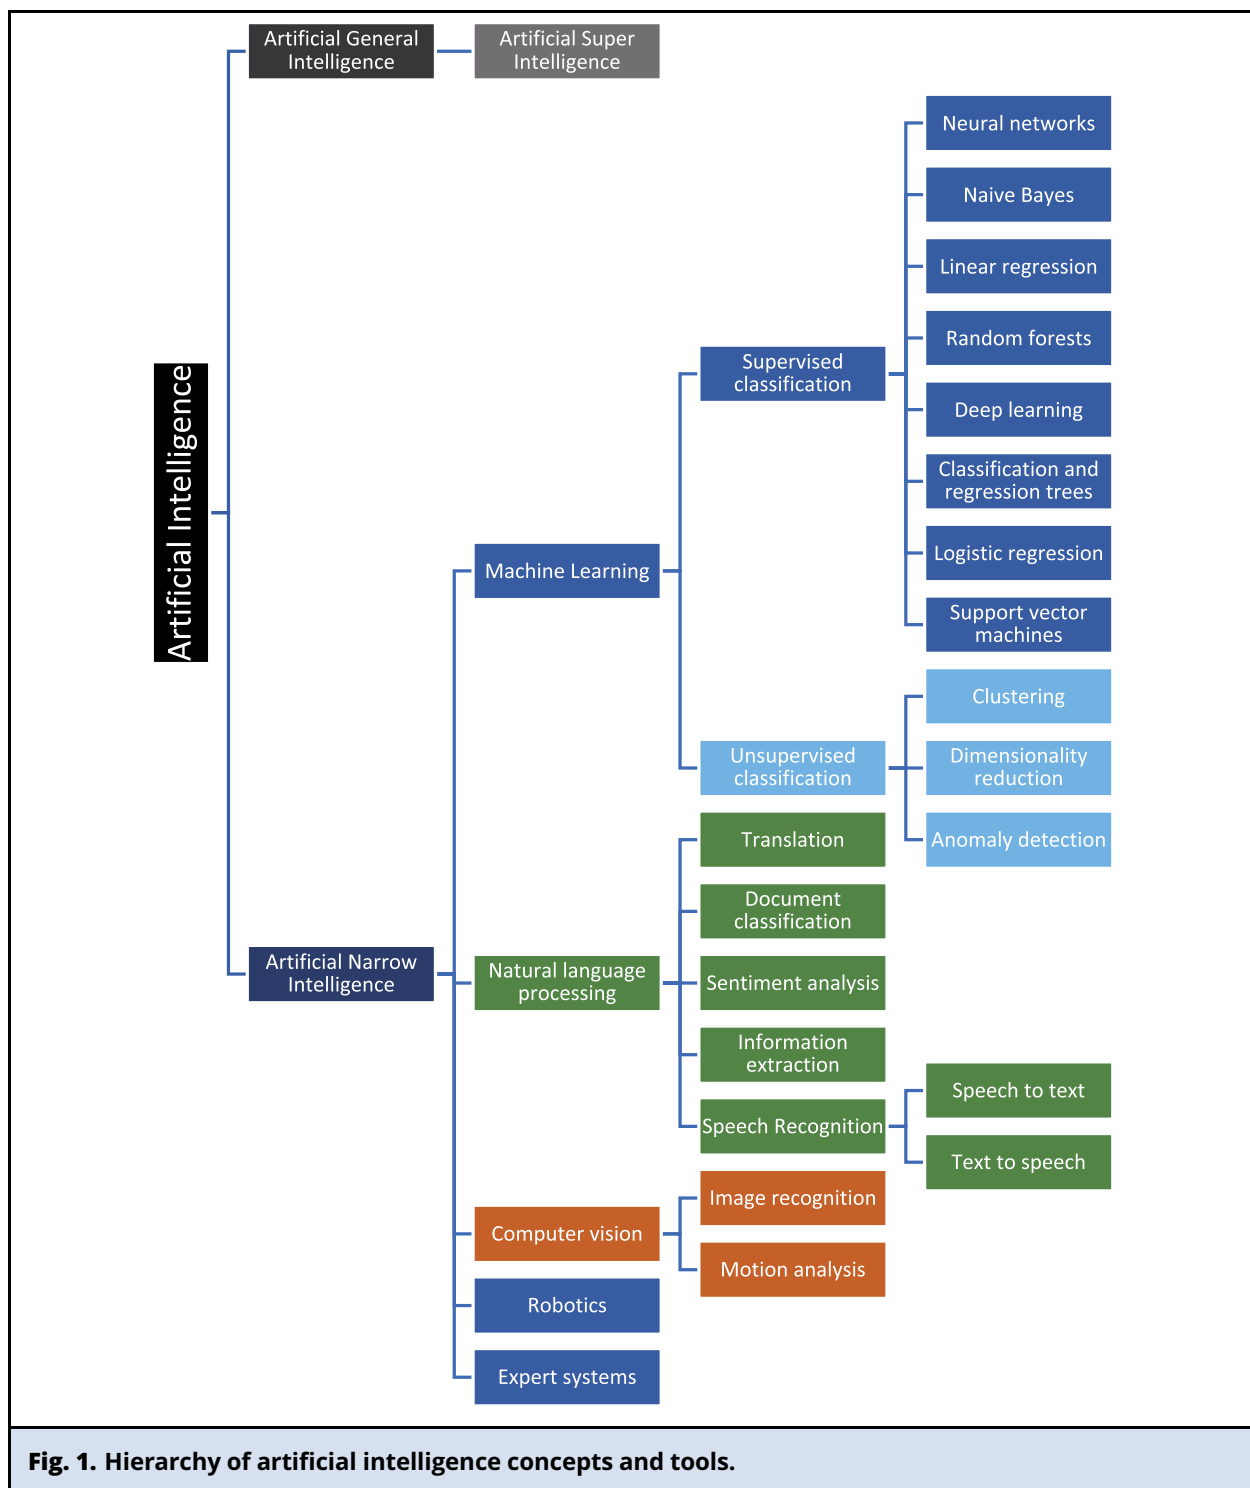 Artificial Intelligence
Artificial General
Intelligence
Artificial Super
Intelligence
Artificial Narrow
Intelligence
Machine Learning
Supervised
classification
Neural networks
Naive Bayes
Linear regression
Random forests
Deep learning
Classification and
regression trees
Logistic regression
Support vector
machines
Unsupervised
classification
Clustering
Dimensionality
reduction
Anomaly detection
Natural language
processing
Translation
Document
classification
Sentiment analysis
Information
extraction
Speech Recognition
Speech to text
Text to speech
Computer vision
Image recognition
Motion analysis
Robotics
Expert systems
Fig. 1. Hierarchy of artificial intelligence concepts and tools.